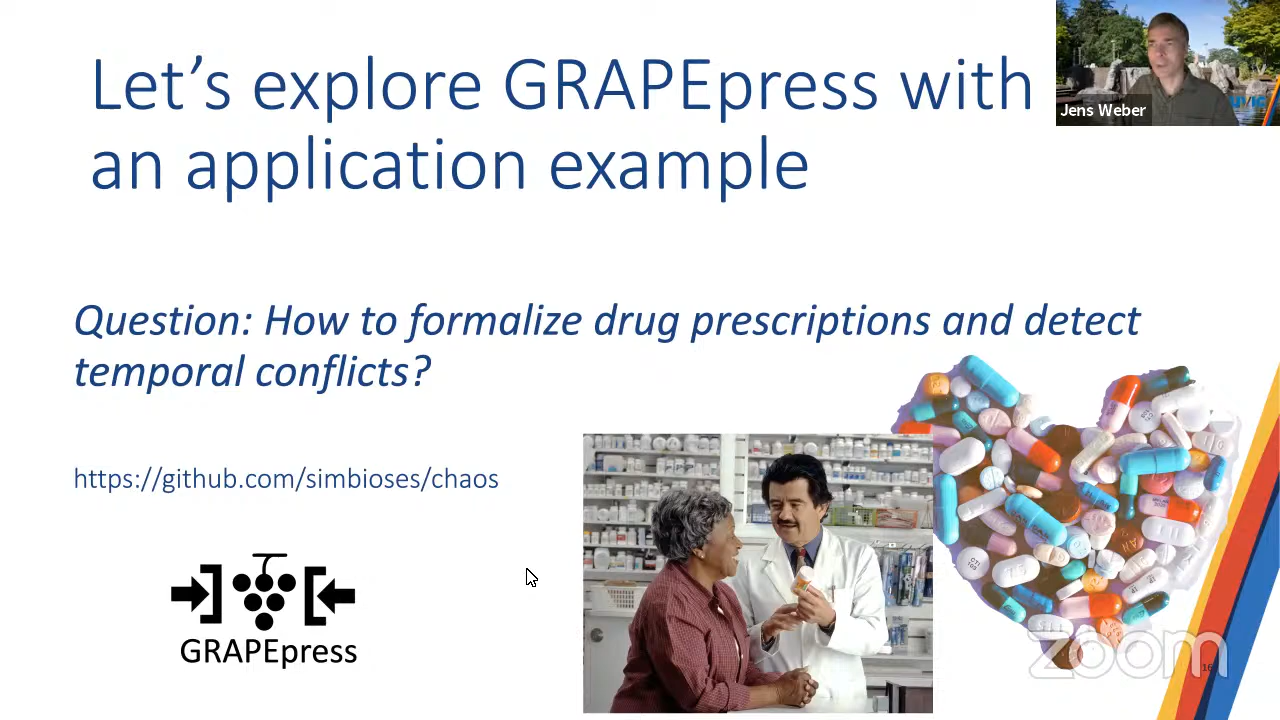 Let's explore GRAPEpress with
an application example
Jens Weber
Question: How to formalize drug prescriptions and detect
temporal conflicts?
https://github.com/simbioses/chaos
GRAPEpress
zoom
16